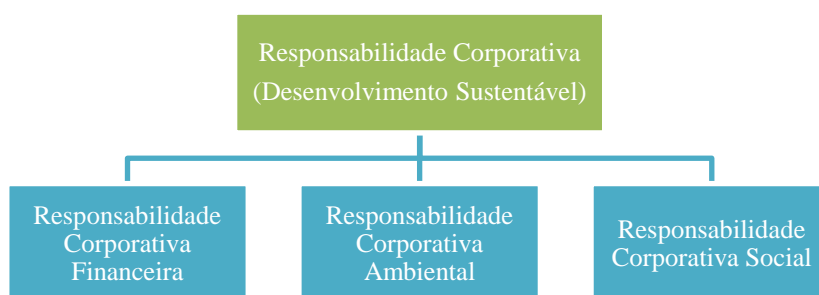 Responsabilidade Corporativa
(Desenvolvimento Sustentável)
Responsabilidade
Corporativa
Financeira
Responsabilidade
Corporativa
Ambiental
Responsabilidade
Corporativa Social